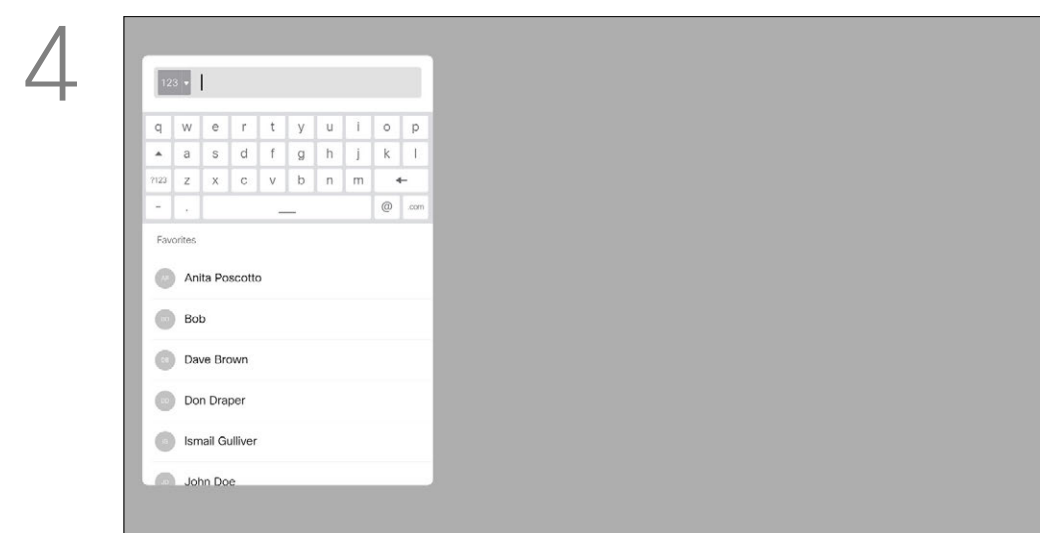 4
123
q w e r t y u i o p
a s d f g h j k l
?123 z x c v b n m
- . @ .com
Favorites
Anita Poscotto
Bob
Dave Brown
Don Draper
Ismail Gulliver
John Doe